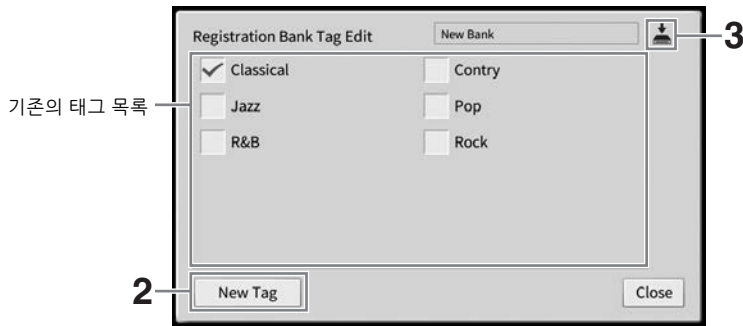 Registration Bank Tag Edit New Bank 3
Classical Contry
기존의 태그 목록 Jazz Pop
R&B Rock
2 New Tag Close